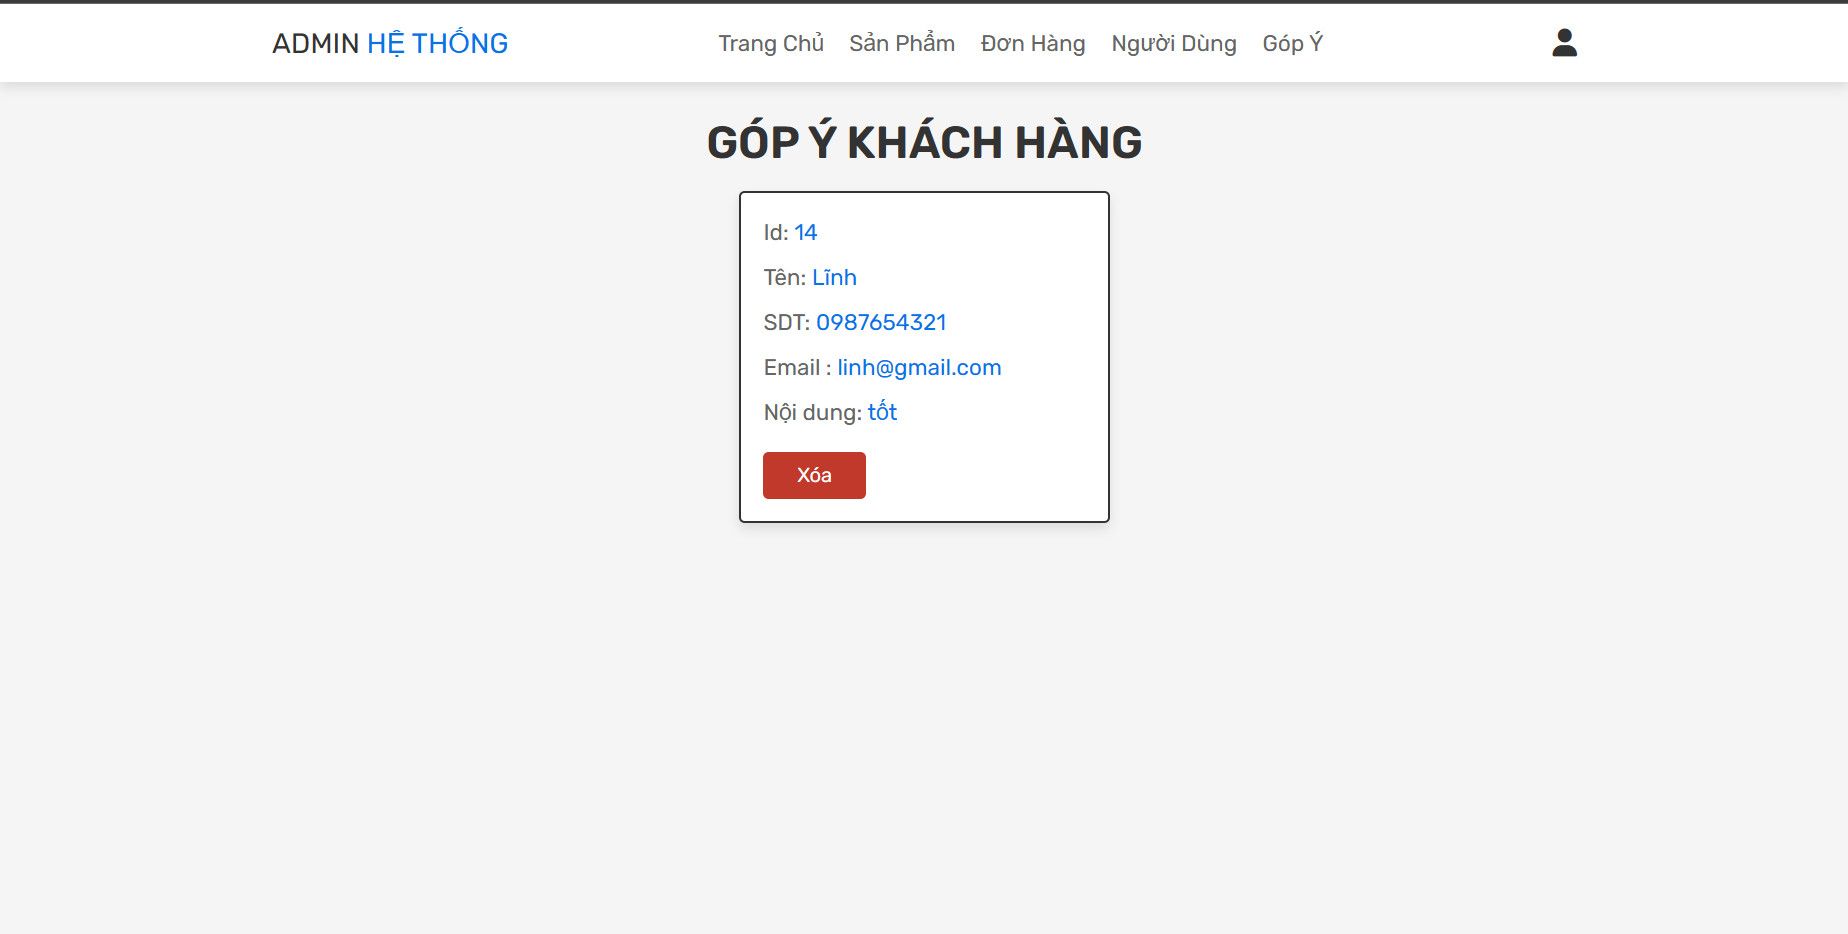 ADMIN HỆ THỐNG
Trang Chủ Sản Phẩm Đơn Hàng Người Dùng Góp Ý
GÓP Ý KHÁCH HÀNG
Id: 14
Tên: Lĩnh
SDT: 0987654321
Email : linh@gmail.com
Nội dung: tốt
Xóa